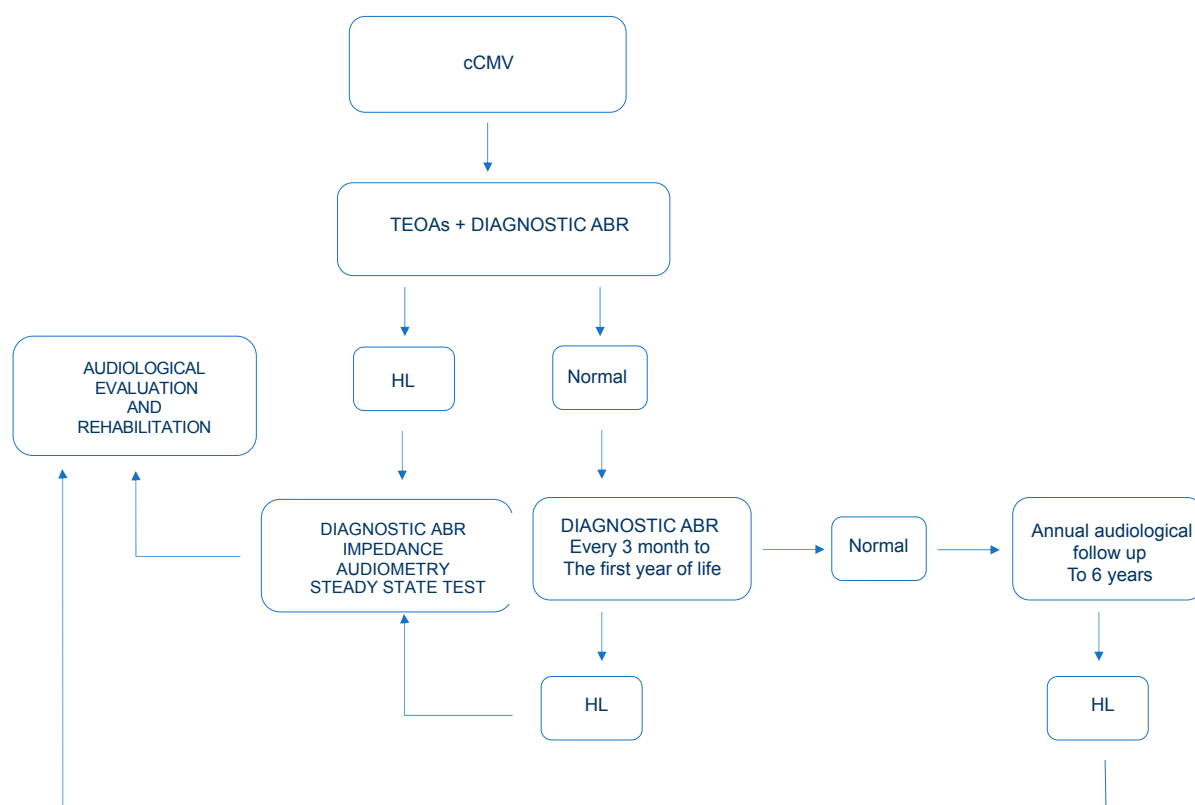 cCMV
TEOAs + DIAGNOSTIC ABR
HL
Normal
AUDIOLOGICAL
EVALUATION
AND
REHABILITATION
DIAGNOSTIC ABR
IMPEDANCE
AUDIOMETRY
STEADY STATE TEST
DIAGNOSTIC ABR
Every 3 month to
The first year of life
Normal
Annual audiological
follow up
To 6 years
HL
HL